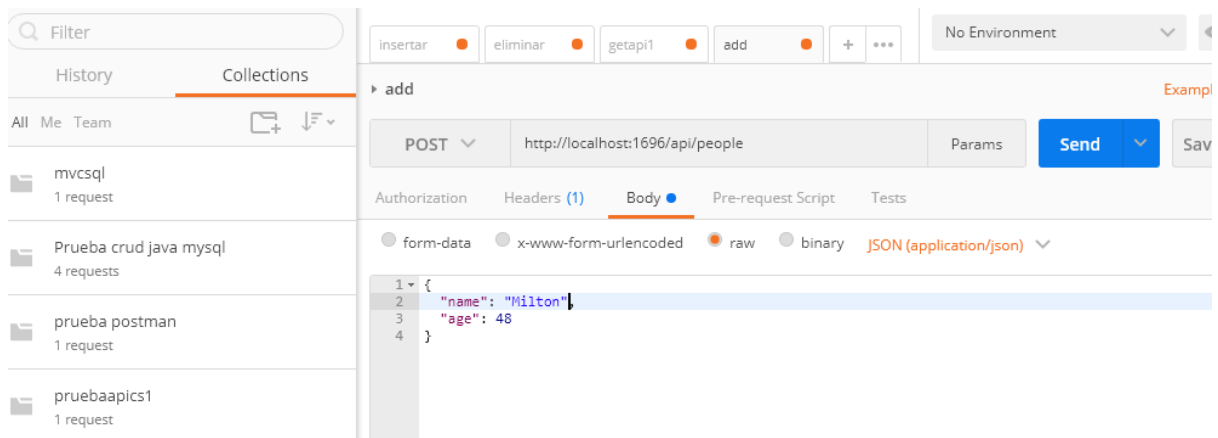 Filter
History Collections
All Me Team
mvcsql
1 request
Prueba crud java mysql
4 requests
prueba postman
1 request
pruebaapics1
1 request
insertar eliminar getapi1 add + •••
No Environment
add
Exampl
POST http://localhost:1696/api/people Params Send Sav
Authorization Headers (1) Body Pre-request Script Tests
form-data x-www-form-urlencoded raw binary JSON (application/json)
1 {
2 "name": "Milton",
3 "age": 48
4 }